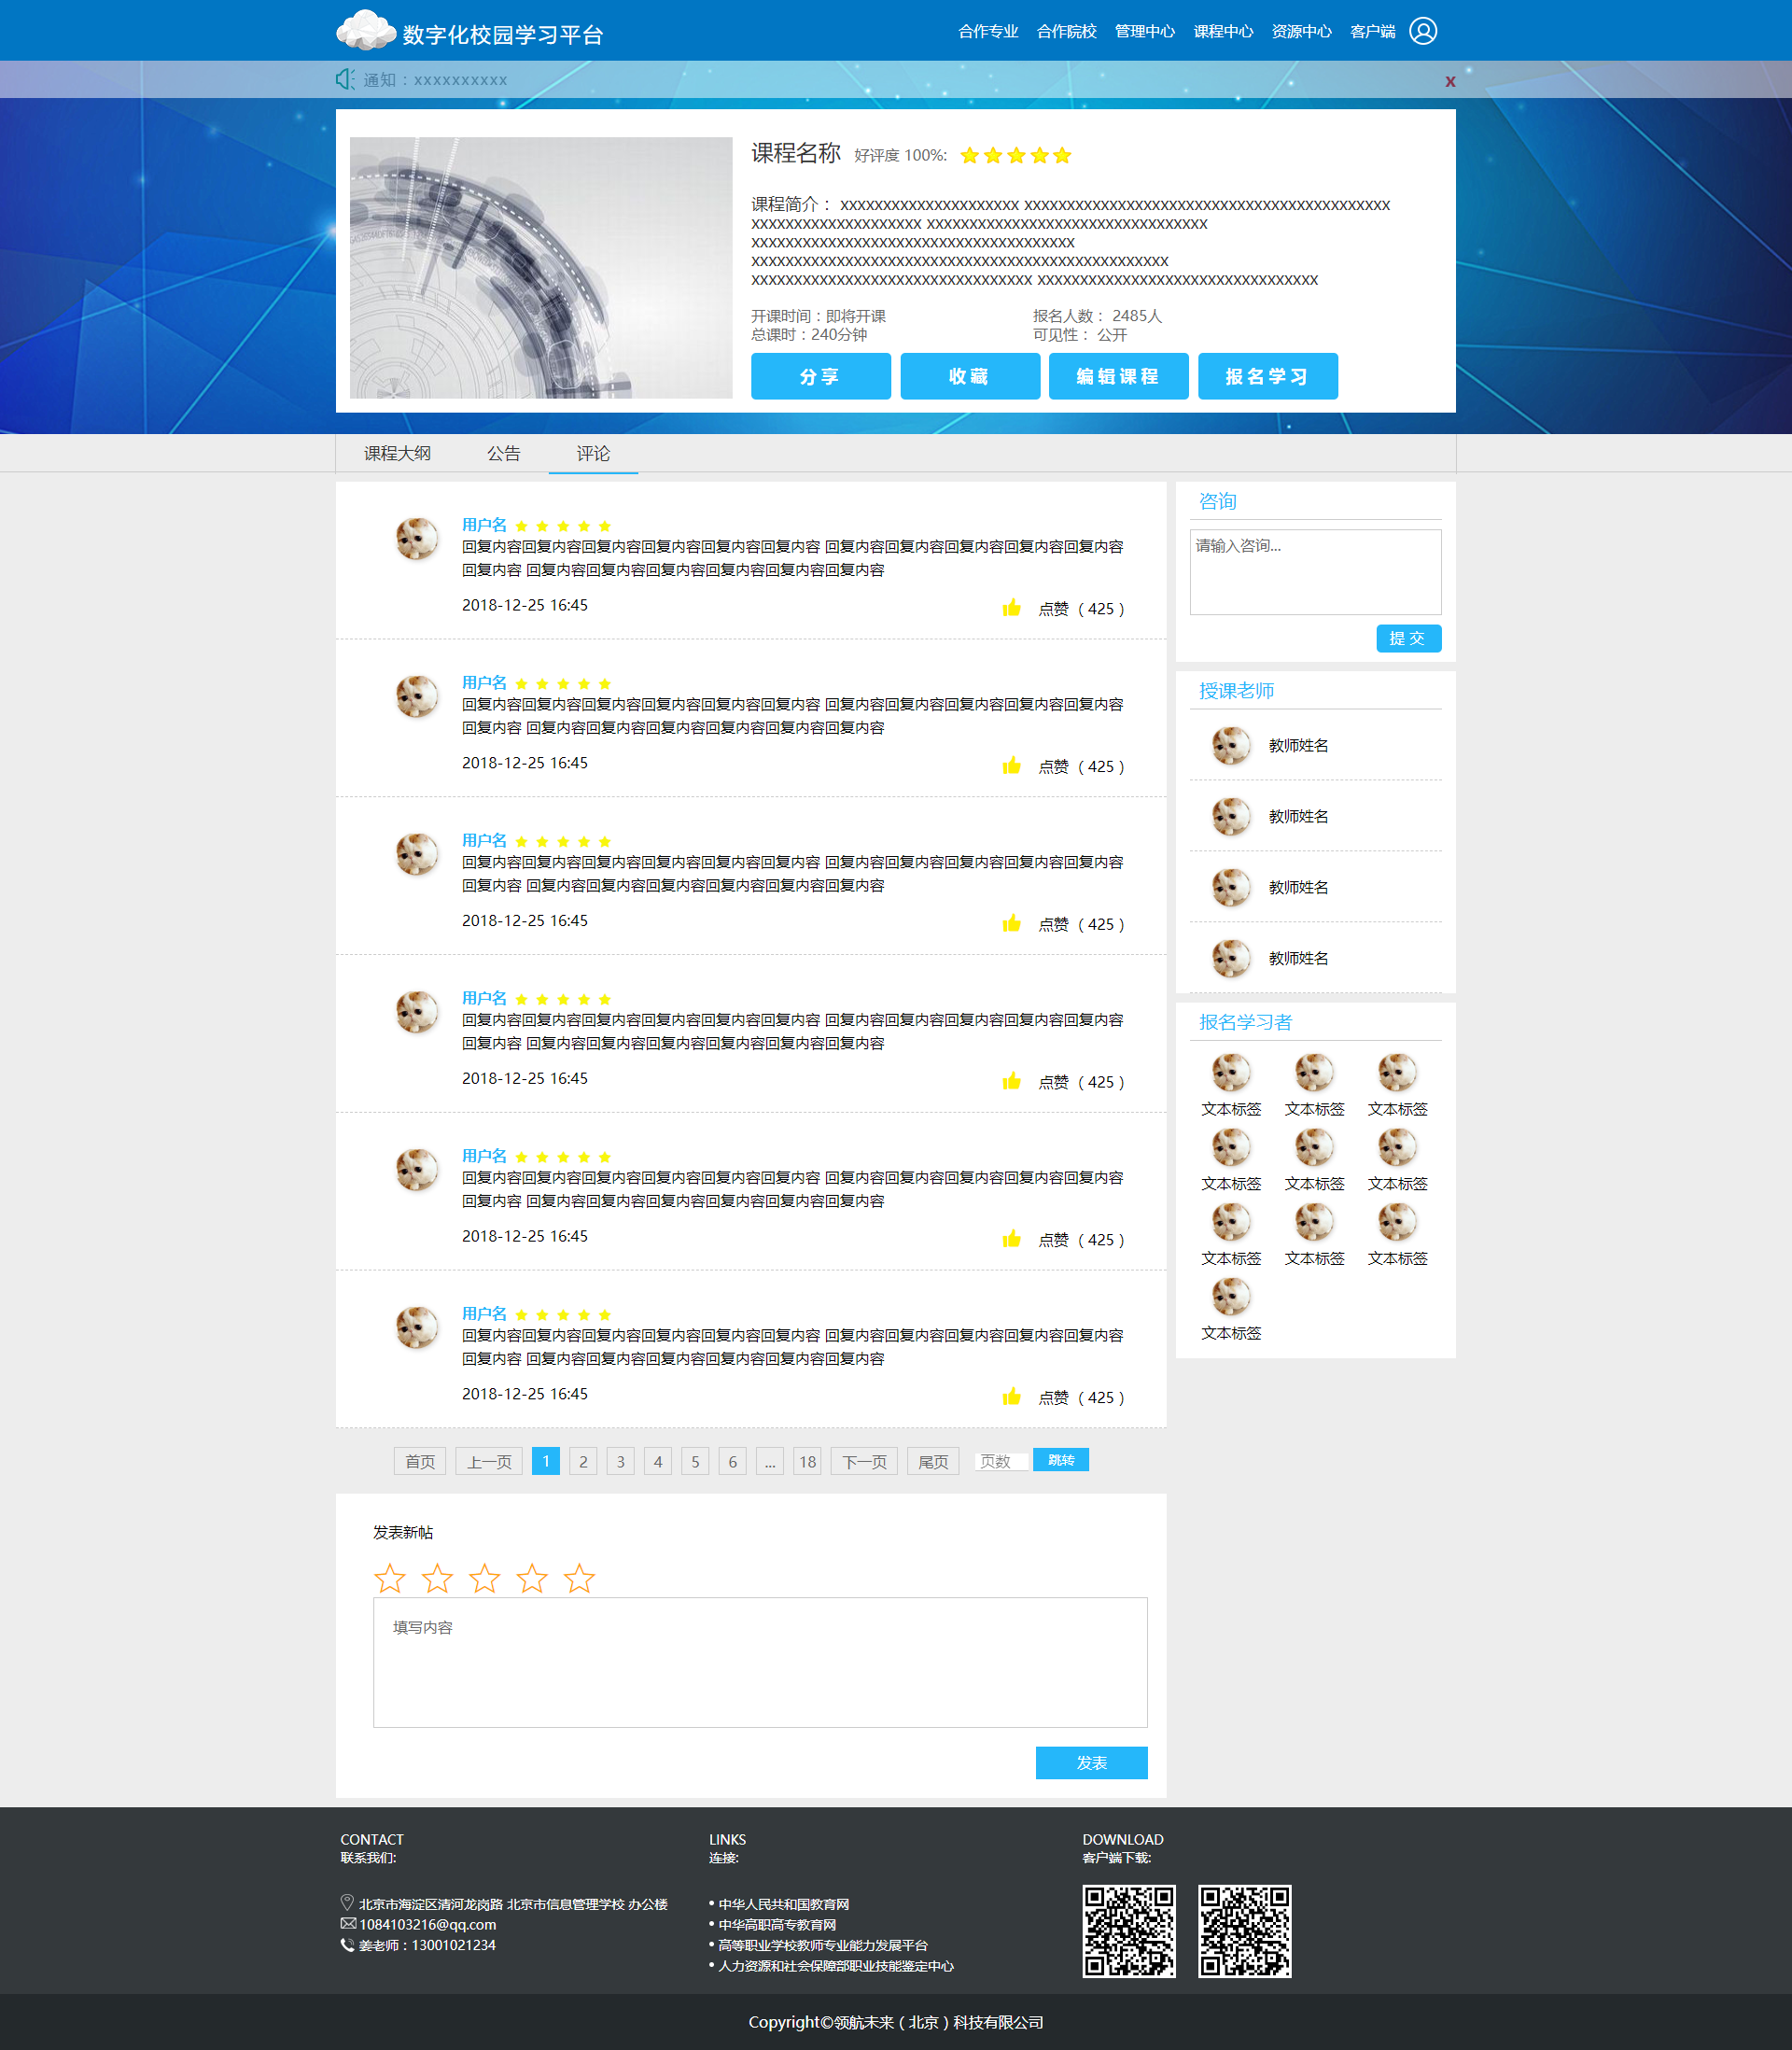 数字化校园学习平台
合作专业 合作院校 管理中心 课程中心 资源中心 客户端
通知：xxxxxxxxxx
x
课程名称 好评度 100%:
课程简介： xxxxxxxxxxxxxxxxxxxxx xxxxxxxxxxxxxxxxxxxxxxxxxxxxxxxxxxxxxxxxxxxxxxx
xxxxxxxxxxxxxxxxxxxx xxxxxxxxxxxxxxxxxxxxxxxxxxxxxxxxx
xxxxxxxxxxxxxxxxxxxxxxxxxxxxxxxxxxxxxx
xxxxxxxxxxxxxxxxxxxxxxxxxxxxxxxxxxxxxxxxxxxxxxxxx
xxxxxxxxxxxxxxxxxxxxxxxxxxxxxxxxx xxxxxxxxxxxxxxxxxxxxxxxxxxxxxxxxx
开课时间：即将开课 报名人数： 2485人
总课时：240分钟 可见性： 公开
分享 收藏 编辑课程 报名学习
课程大纲 公告 评论
用户名
回复内容回复内容回复内容回复内容回复内容回复内容 回复内容回复内容回复内容回复内容回复内容
回复内容 回复内容回复内容回复内容回复内容回复内容回复内容
2018-12-25 16:45 点赞（425）
用户名
回复内容回复内容回复内容回复内容回复内容回复内容 回复内容回复内容回复内容回复内容回复内容
回复内容 回复内容回复内容回复内容回复内容回复内容回复内容
2018-12-25 16:45 点赞（425）
用户名
回复内容回复内容回复内容回复内容回复内容回复内容 回复内容回复内容回复内容回复内容回复内容
回复内容 回复内容回复内容回复内容回复内容回复内容回复内容
2018-12-25 16:45 点赞（425）
用户名
回复内容回复内容回复内容回复内容回复内容回复内容 回复内容回复内容回复内容回复内容回复内容
回复内容 回复内容回复内容回复内容回复内容回复内容回复内容
2018-12-25 16:45 点赞（425）
用户名
回复内容回复内容回复内容回复内容回复内容回复内容 回复内容回复内容回复内容回复内容回复内容
回复内容 回复内容回复内容回复内容回复内容回复内容回复内容
2018-12-25 16:45 点赞（425）
用户名
回复内容回复内容回复内容回复内容回复内容回复内容 回复内容回复内容回复内容回复内容回复内容
回复内容 回复内容回复内容回复内容回复内容回复内容回复内容
2018-12-25 16:45 点赞（425）
首页 上一页 1 2 3 4 5 6 ... 18 下一页 尾页 页数 跳转
发表新帖
填写内容
发表
咨询
请输入咨询...
提交
授课老师
教师姓名
教师姓名
教师姓名
教师姓名
报名学习者
文本标签 文本标签 文本标签
文本标签 文本标签 文本标签
文本标签 文本标签 文本标签
文本标签
CONTACT
联系我们:
北京市海淀区清河龙岗路 北京市信息管理学校 办公楼
1084103216@qq.com
姜老师：13001021234
LINKS
连接:
中华人民共和国教育网
中华高职高专教育网
高等职业学校教师专业能力发展平台
人力资源和社会保障部职业技能鉴定中心
DOWNLOAD
客户端下载:
Copyright©领航未来（北京）科技有限公司